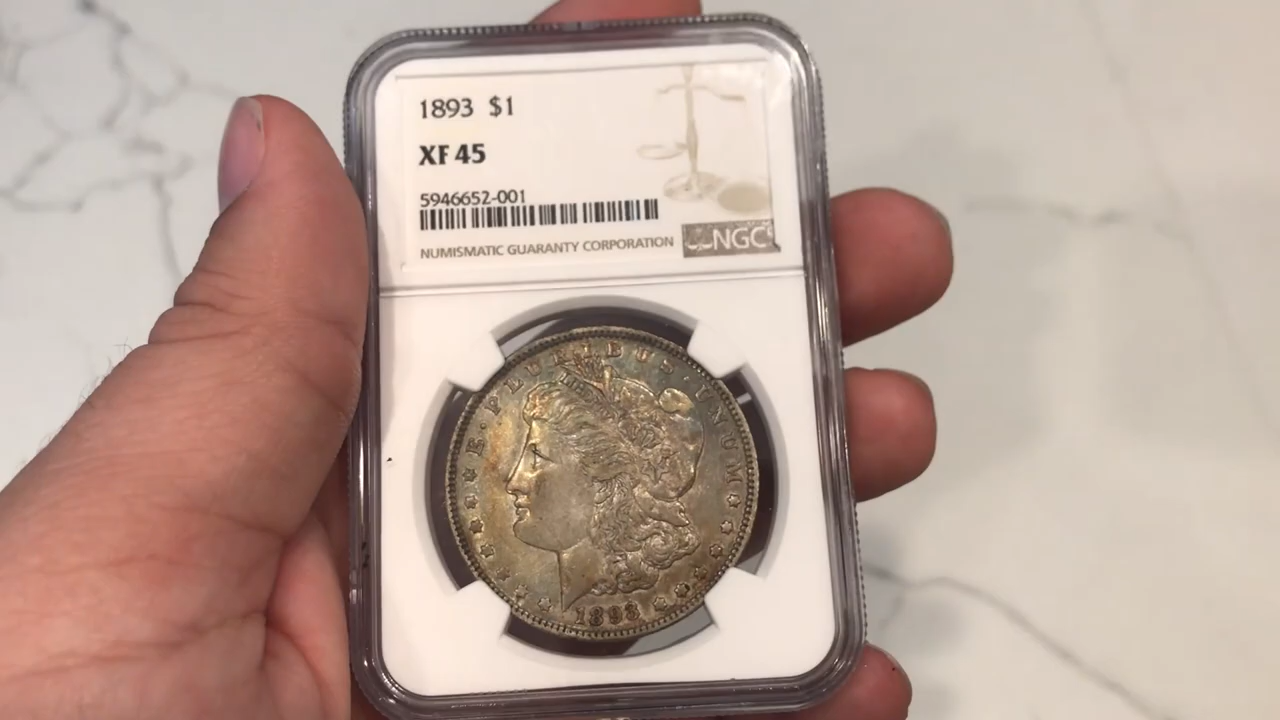 1893 $1
XF 45
5946652-001
NUMISMATIC GUARANTY CORPORATION
NGC
E·PLURIBUS·UNUM
1893